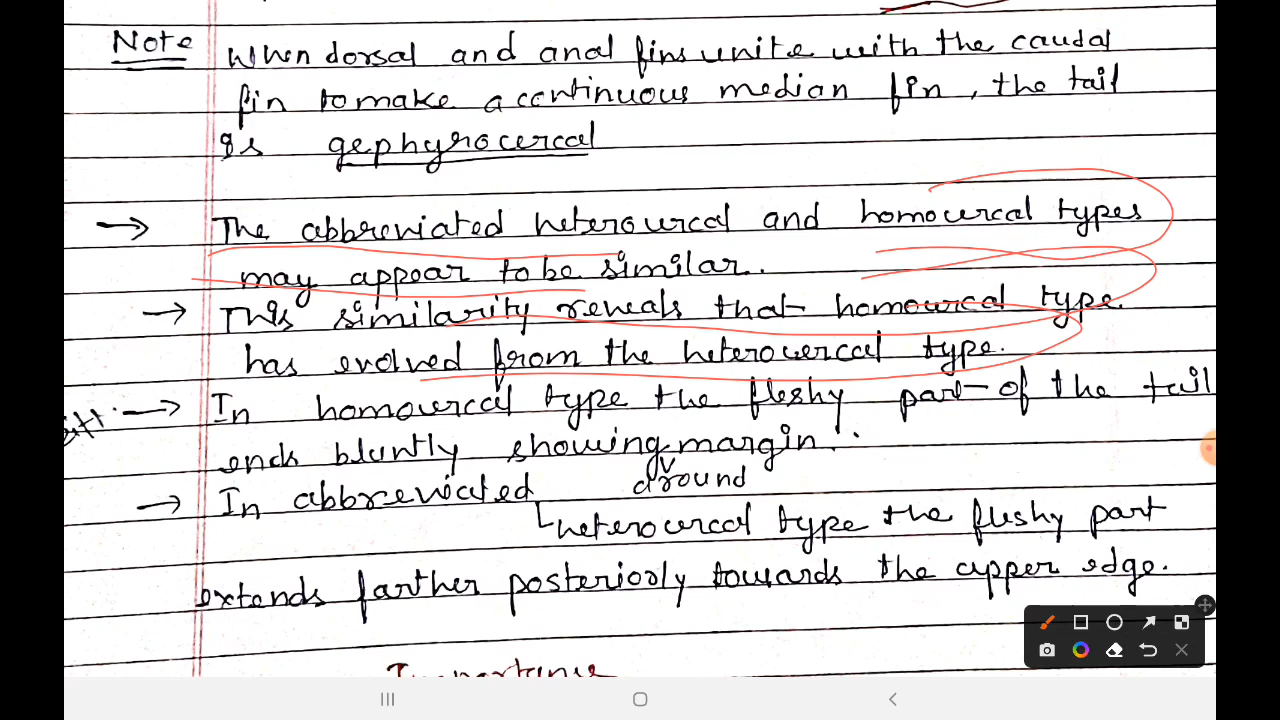 Note When dorsal and anal fins unite with the caudal
fin to make a continuous median fin, the tail
is gephyrocercal
→ The abbreviated heterocercal and homocercal types
may appear to be similar.
→ This similarity reveals that homocercal type
has evolved from the heterocercal type.
→ In homocercal type the fleshy part of the tail
ends bluntly showing margin.
a round
→ In abbreviated
heterocercal type the fleshy part
extends farther posteriorly towards the upper edge.